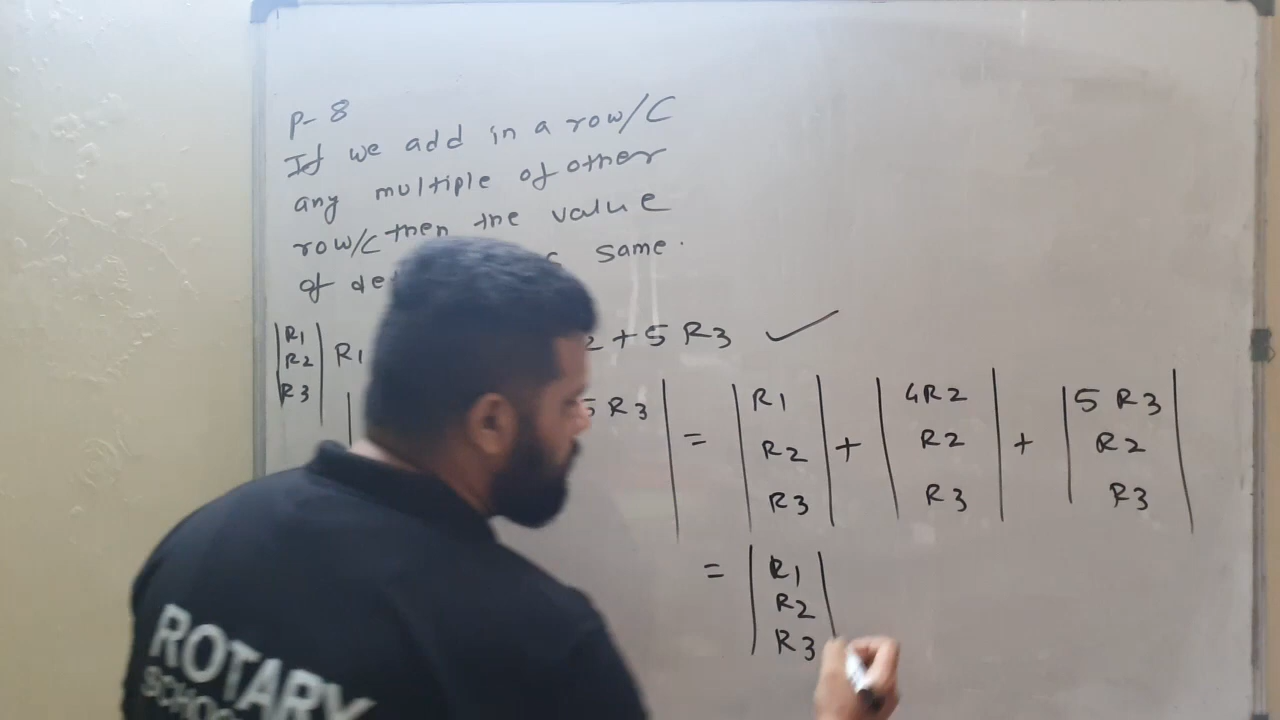 P- 8
If we add in a row/C
any multiple of other
row/C then the value
of same.
R1 R1 + 5 R3 ✓
R2
R3
5 R3 = R1 + 4R2 + 5 R3
R2 R2 R2
R3 R3 R3
= R1
R2
R3
ROTARY